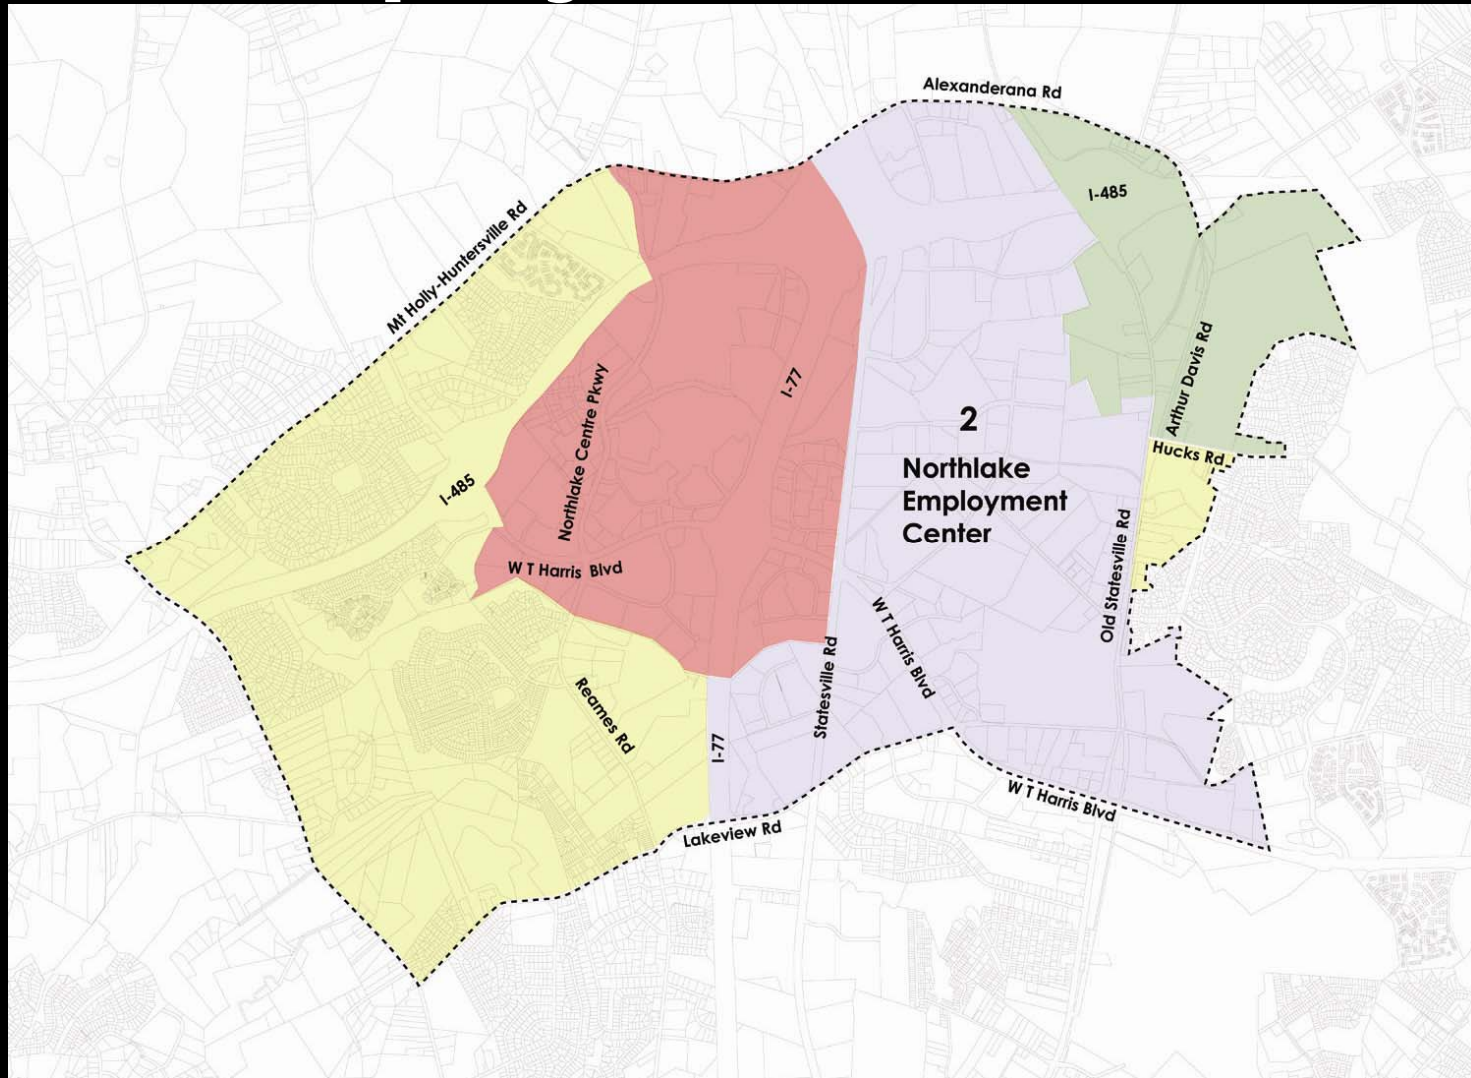 Alexanderana Rd
I-485
Mt Holly-Huntersville Rd
Arthur Davis Rd
I-77
Northlake Centre Pkwy
2
Northlake
Employment
Center
Hucks Rd
I-485
W T Harris Blvd
Old Statesville Rd
W T Harris Blvd
Statesville Rd
Reames Rd
I-77
W T Harris Blvd
Lakeview Rd